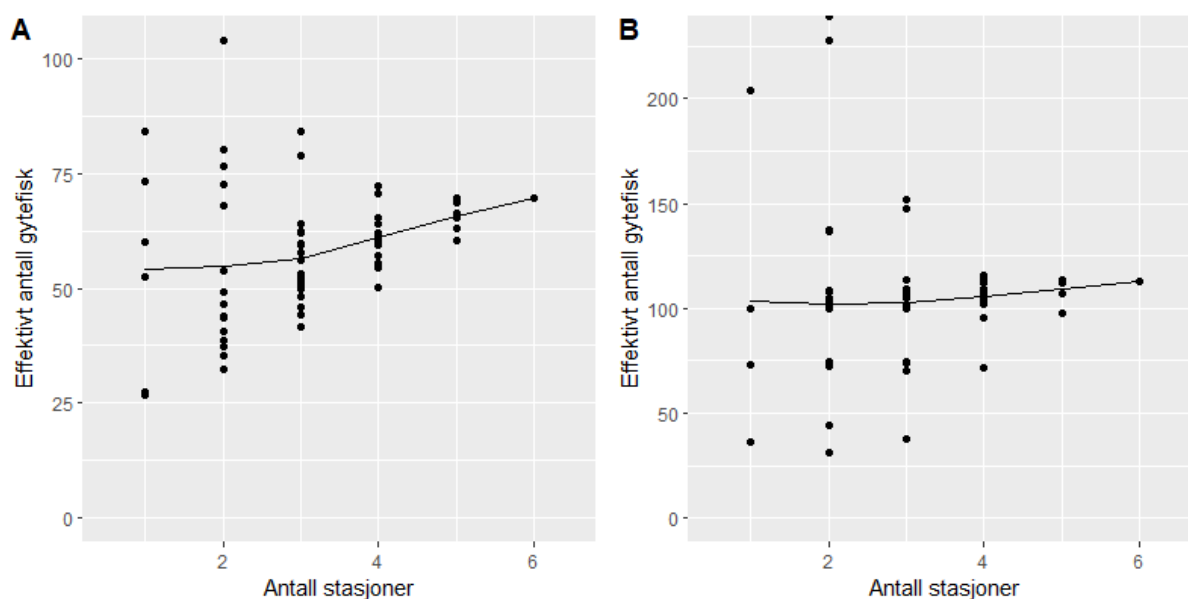 A
Effektivt antall gytefisk
100
75
50
25
0
2 4 6
Antall stasjoner
B
Effektivt antall gytefisk
200
150
100
50
0
2 4 6
Antall stasjoner